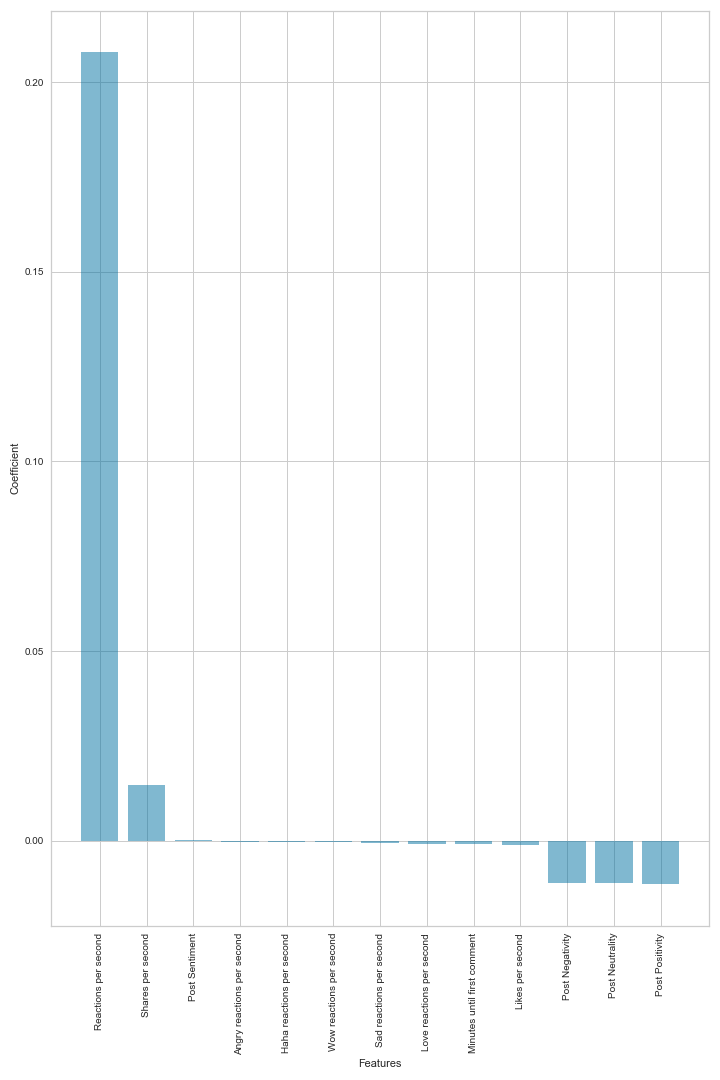 0.20
0.15
0.10
0.05
0.00
Coefficient
Reactions per second
Shares per second
Post Sentiment
Angry reactions per second
Haha reactions per second
Wow reactions per second
Sad reactions per second
Love reactions per second
Minutes until first comment
Likes per second
Post Negativity
Post Neutrality
Post Positivity
Features